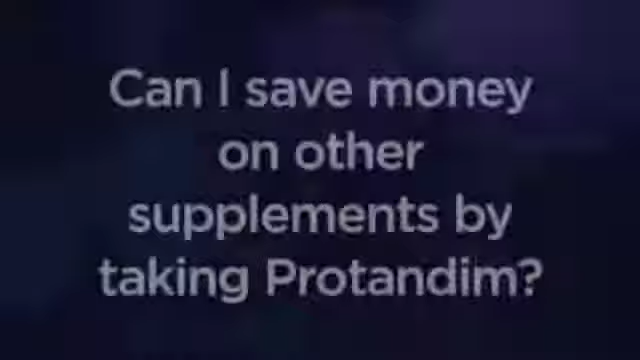 Can I save money
on other
supplements by
taking Protandim?